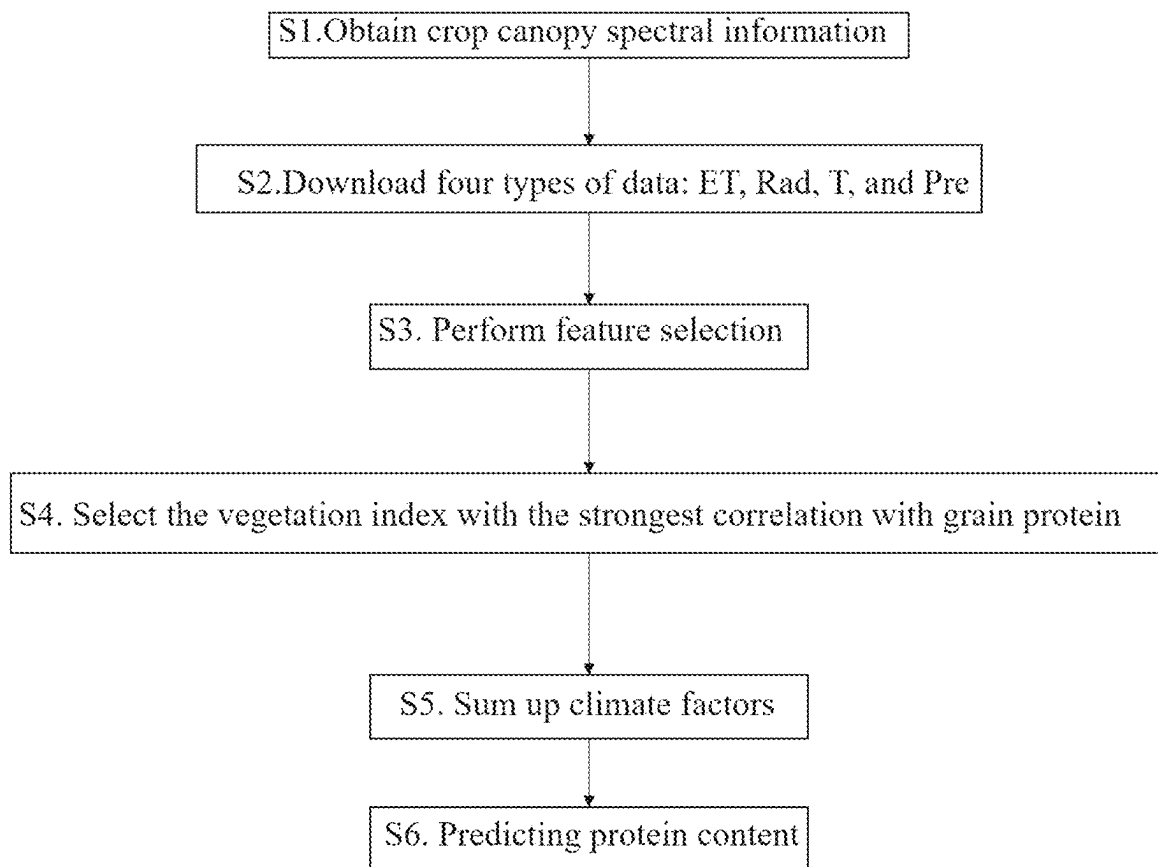 S1.Obtain crop canopy spectral information
S2.Download four types of data: ET, Rad, T, and Pre
S3. Perform feature selection
S4. Select the vegetation index with the strongest correlation with grain protein
S5. Sum up climate factors
S6. Predicting protein content